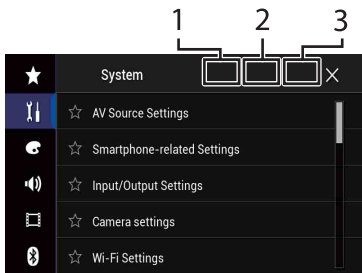 1 2 3
System
AV Source Settings
Smartphone-related Settings
Input/Output Settings
Camera settings
Wi-Fi Settings